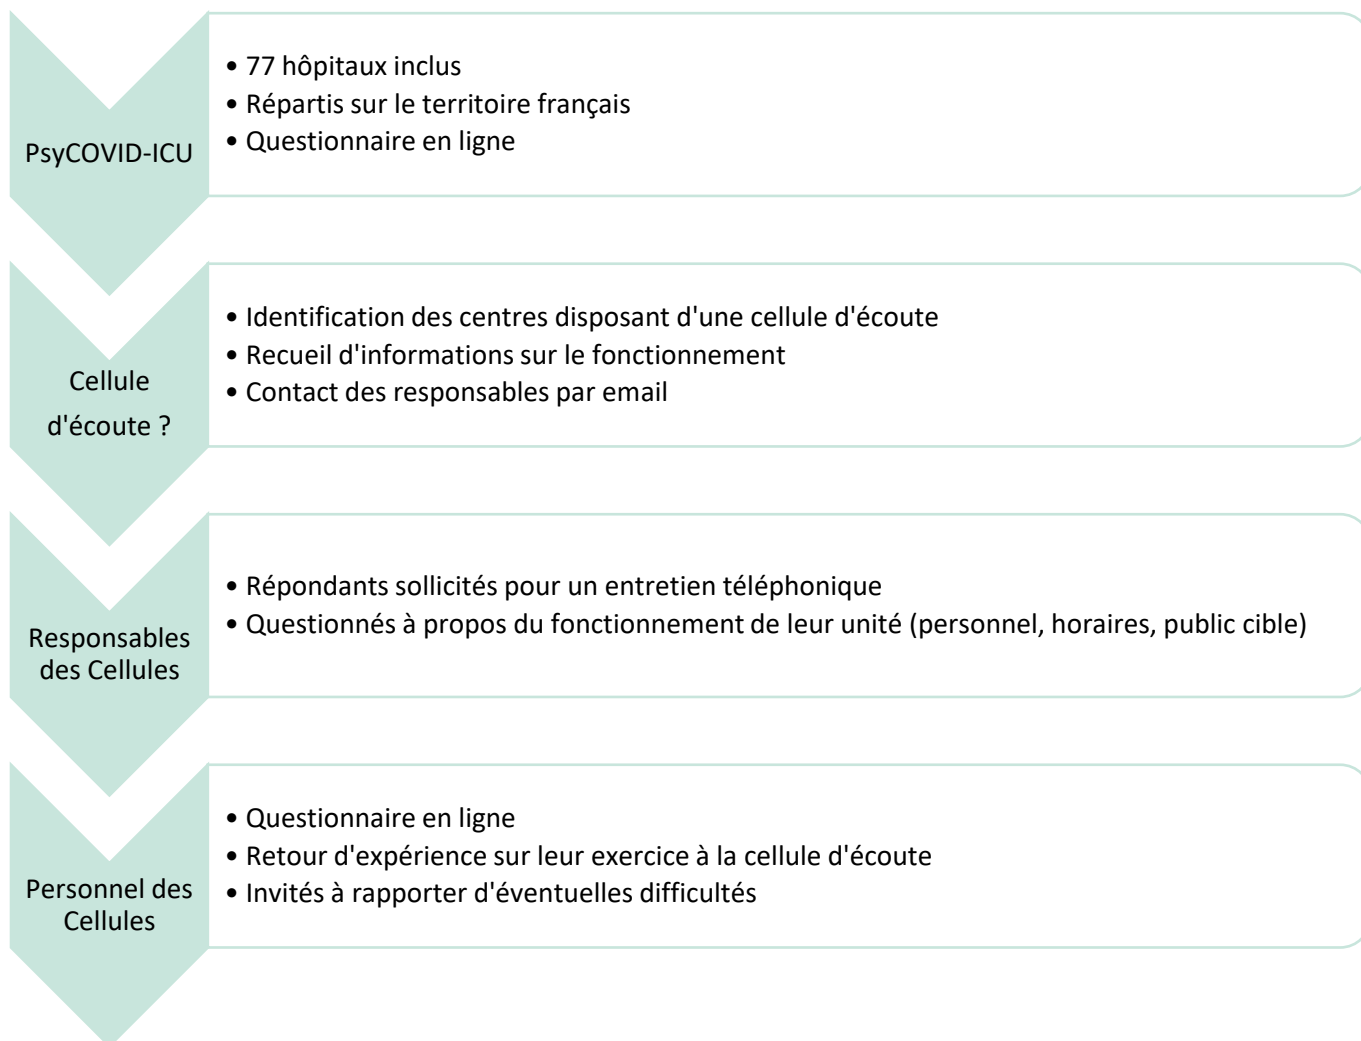 PsyCOVID-ICU
• 77 hôpitaux inclus
• Répartis sur le territoire français
• Questionnaire en ligne
Cellule
d'écoute ?
• Identification des centres disposant d'une cellule d'écoute
• Recueil d'informations sur le fonctionnement
• Contact des responsables par email
Responsables
des Cellules
• Répondants sollicités pour un entretien téléphonique
• Questionnés à propos du fonctionnement de leur unité (personnel, horaires, public cible)
Personnel des
Cellules
• Questionnaire en ligne
• Retour d'expérience sur leur exercice à la cellule d'écoute
• Invités à rapporter d'éventuelles difficultés